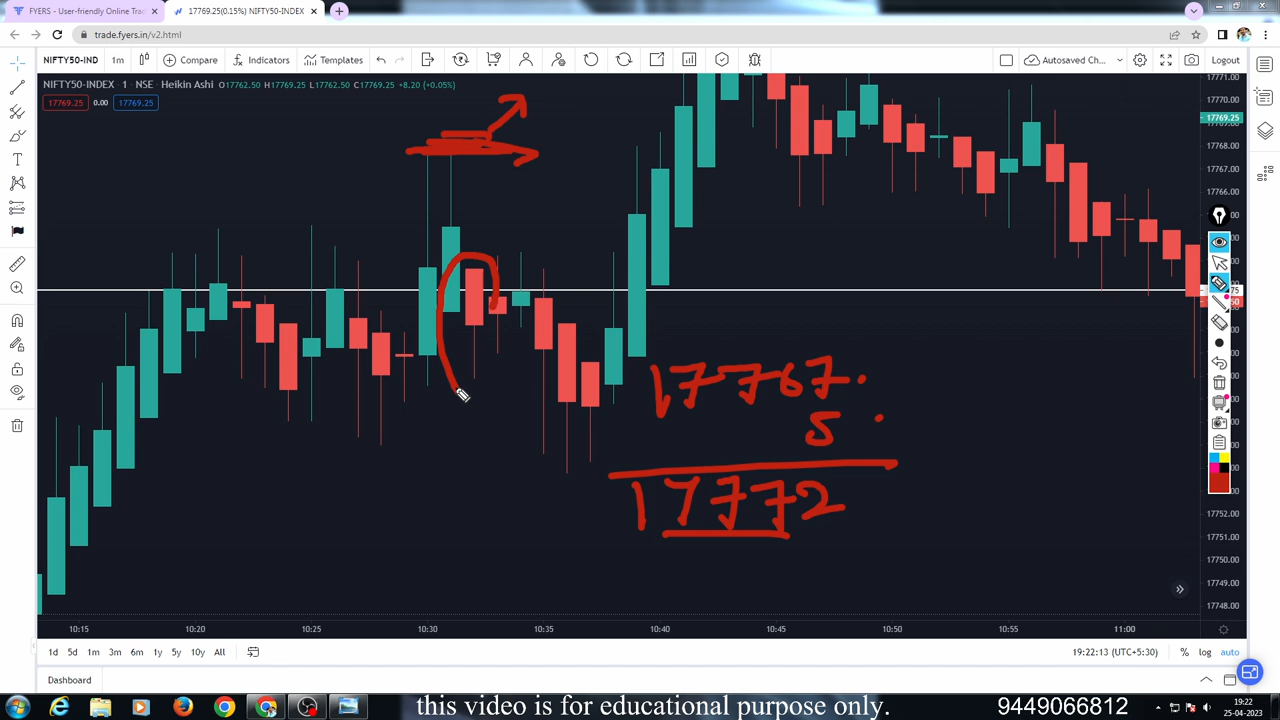 FYERS - User-friendly Online Trac
17769.25(0.15%) NIFTY50-INDEX
trade.fyers.in/v2.html
NIFTY50-IND 1m Compare Indicators Templates Autosaved Ch... Logout
NIFTY50-INDEX · 1 · NSE · Heikin Ashi O17762.50 H17769.25 L17762.50 C17769.25 +8.20 (+0.05%)
17769.25 0.00 17769.25
17771.00
17770.00
17769.25
17768.00
17767.00
17766.00
17767.
5 .
17772
17752.00
17751.00
17750.00
17749.00
17748.00
10:15 10:20 10:25 10:30 10:35 10:40 10:45 10:50 10:55 11:00
1d 5d 1m 3m 6m 1y 5y 10y All 19:22:13 (UTC+5:30) % log auto
Dashboard
this video is for educational purpose only. 9449066812
19:22
25-04-2023